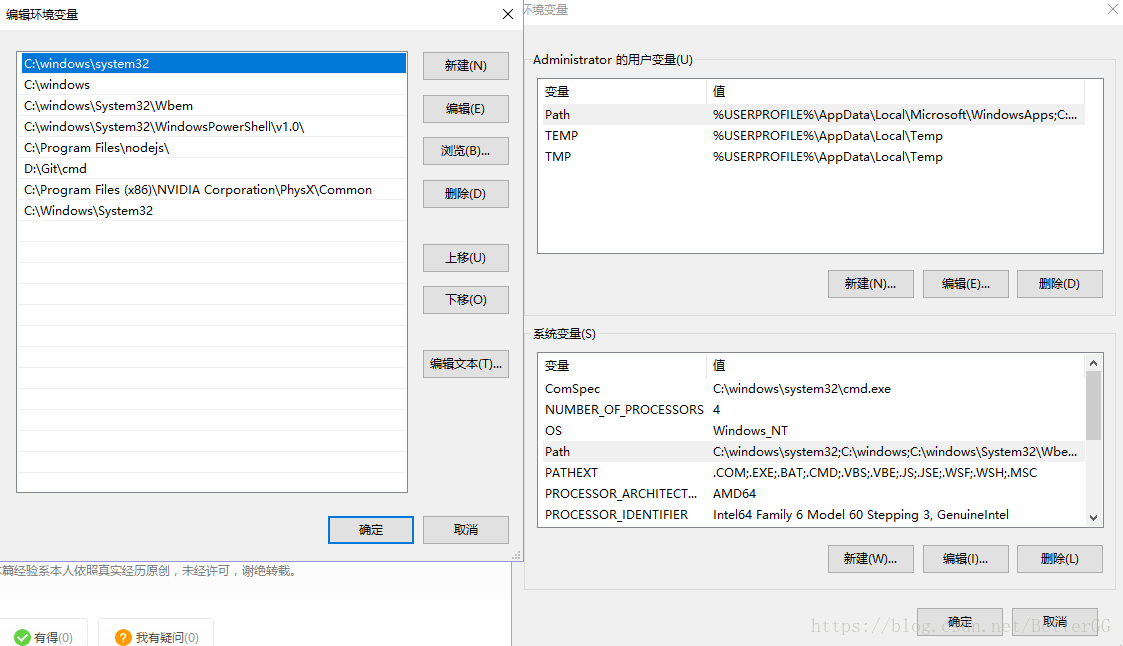 编辑环境变量
C:\windows\system32
C:\windows
C:\windows\System32\Wbem
C:\windows\System32\WindowsPowerShell\v1.0\
C:\Program Files\nodejs\
D:\Git\cmd
C:\Program Files (x86)\NVIDIA Corporation\PhysX\Common
C:\Windows\System32
新建(N)
编辑(E)
浏览(B)...
删除(D)
上移(U)
下移(O)
编辑文本(T)...
确定
取消
本篇经验系本人依照真实经历原创，未经许可，谢绝转载。
有得(0)
我有疑问(0)
环境变量
Administrator 的用户变量(U)
变量 值
Path %USERPROFILE%\AppData\Local\Microsoft\WindowsApps;C:...
TEMP %USERPROFILE%\AppData\Local\Temp
TMP %USERPROFILE%\AppData\Local\Temp
新建(N)... 编辑(E)... 删除(D)
系统变量(S)
变量 值
ComSpec C:\windows\system32\cmd.exe
NUMBER_OF_PROCESSORS 4
OS Windows_NT
Path C:\windows\system32;C:\windows;C:\windows\System32\Wbe...
PATHEXT .COM;.EXE;.BAT;.CMD;.VBS;.VBE;.JS;.JSE;.WSF;.WSH;.MSC
PROCESSOR_ARCHITECT... AMD64
PROCESSOR_IDENTIFIER Intel64 Family 6 Model 60 Stepping 3, GenuineIntel
新建(W)... 编辑(I)... 删除(L)
确定 取消
https://blog.csdn.net/BetterGG